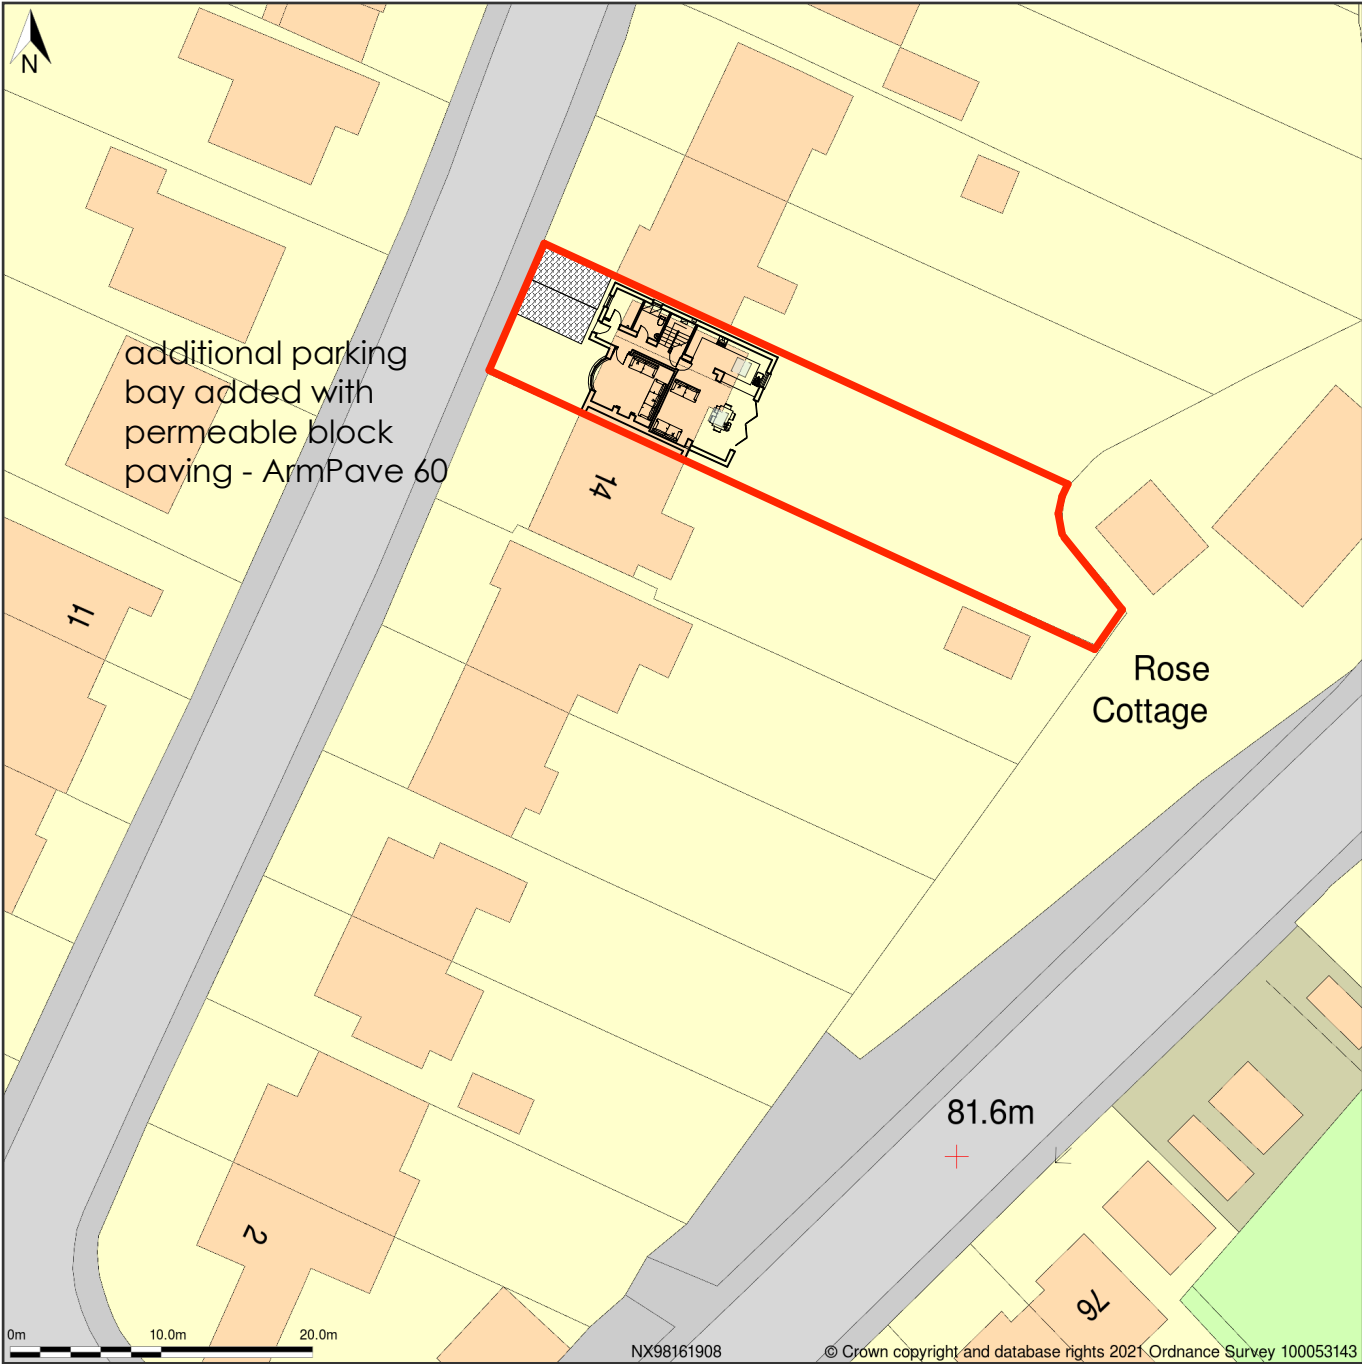 N
additional parking
bay added with
permeable block
paving - ArmPave 60
14
11
Rose
Cottage
81.6m
2
76
0m 10.0m 20.0m
NX98161908 © Crown copyright and database rights 2021 Ordnance Survey 100053143